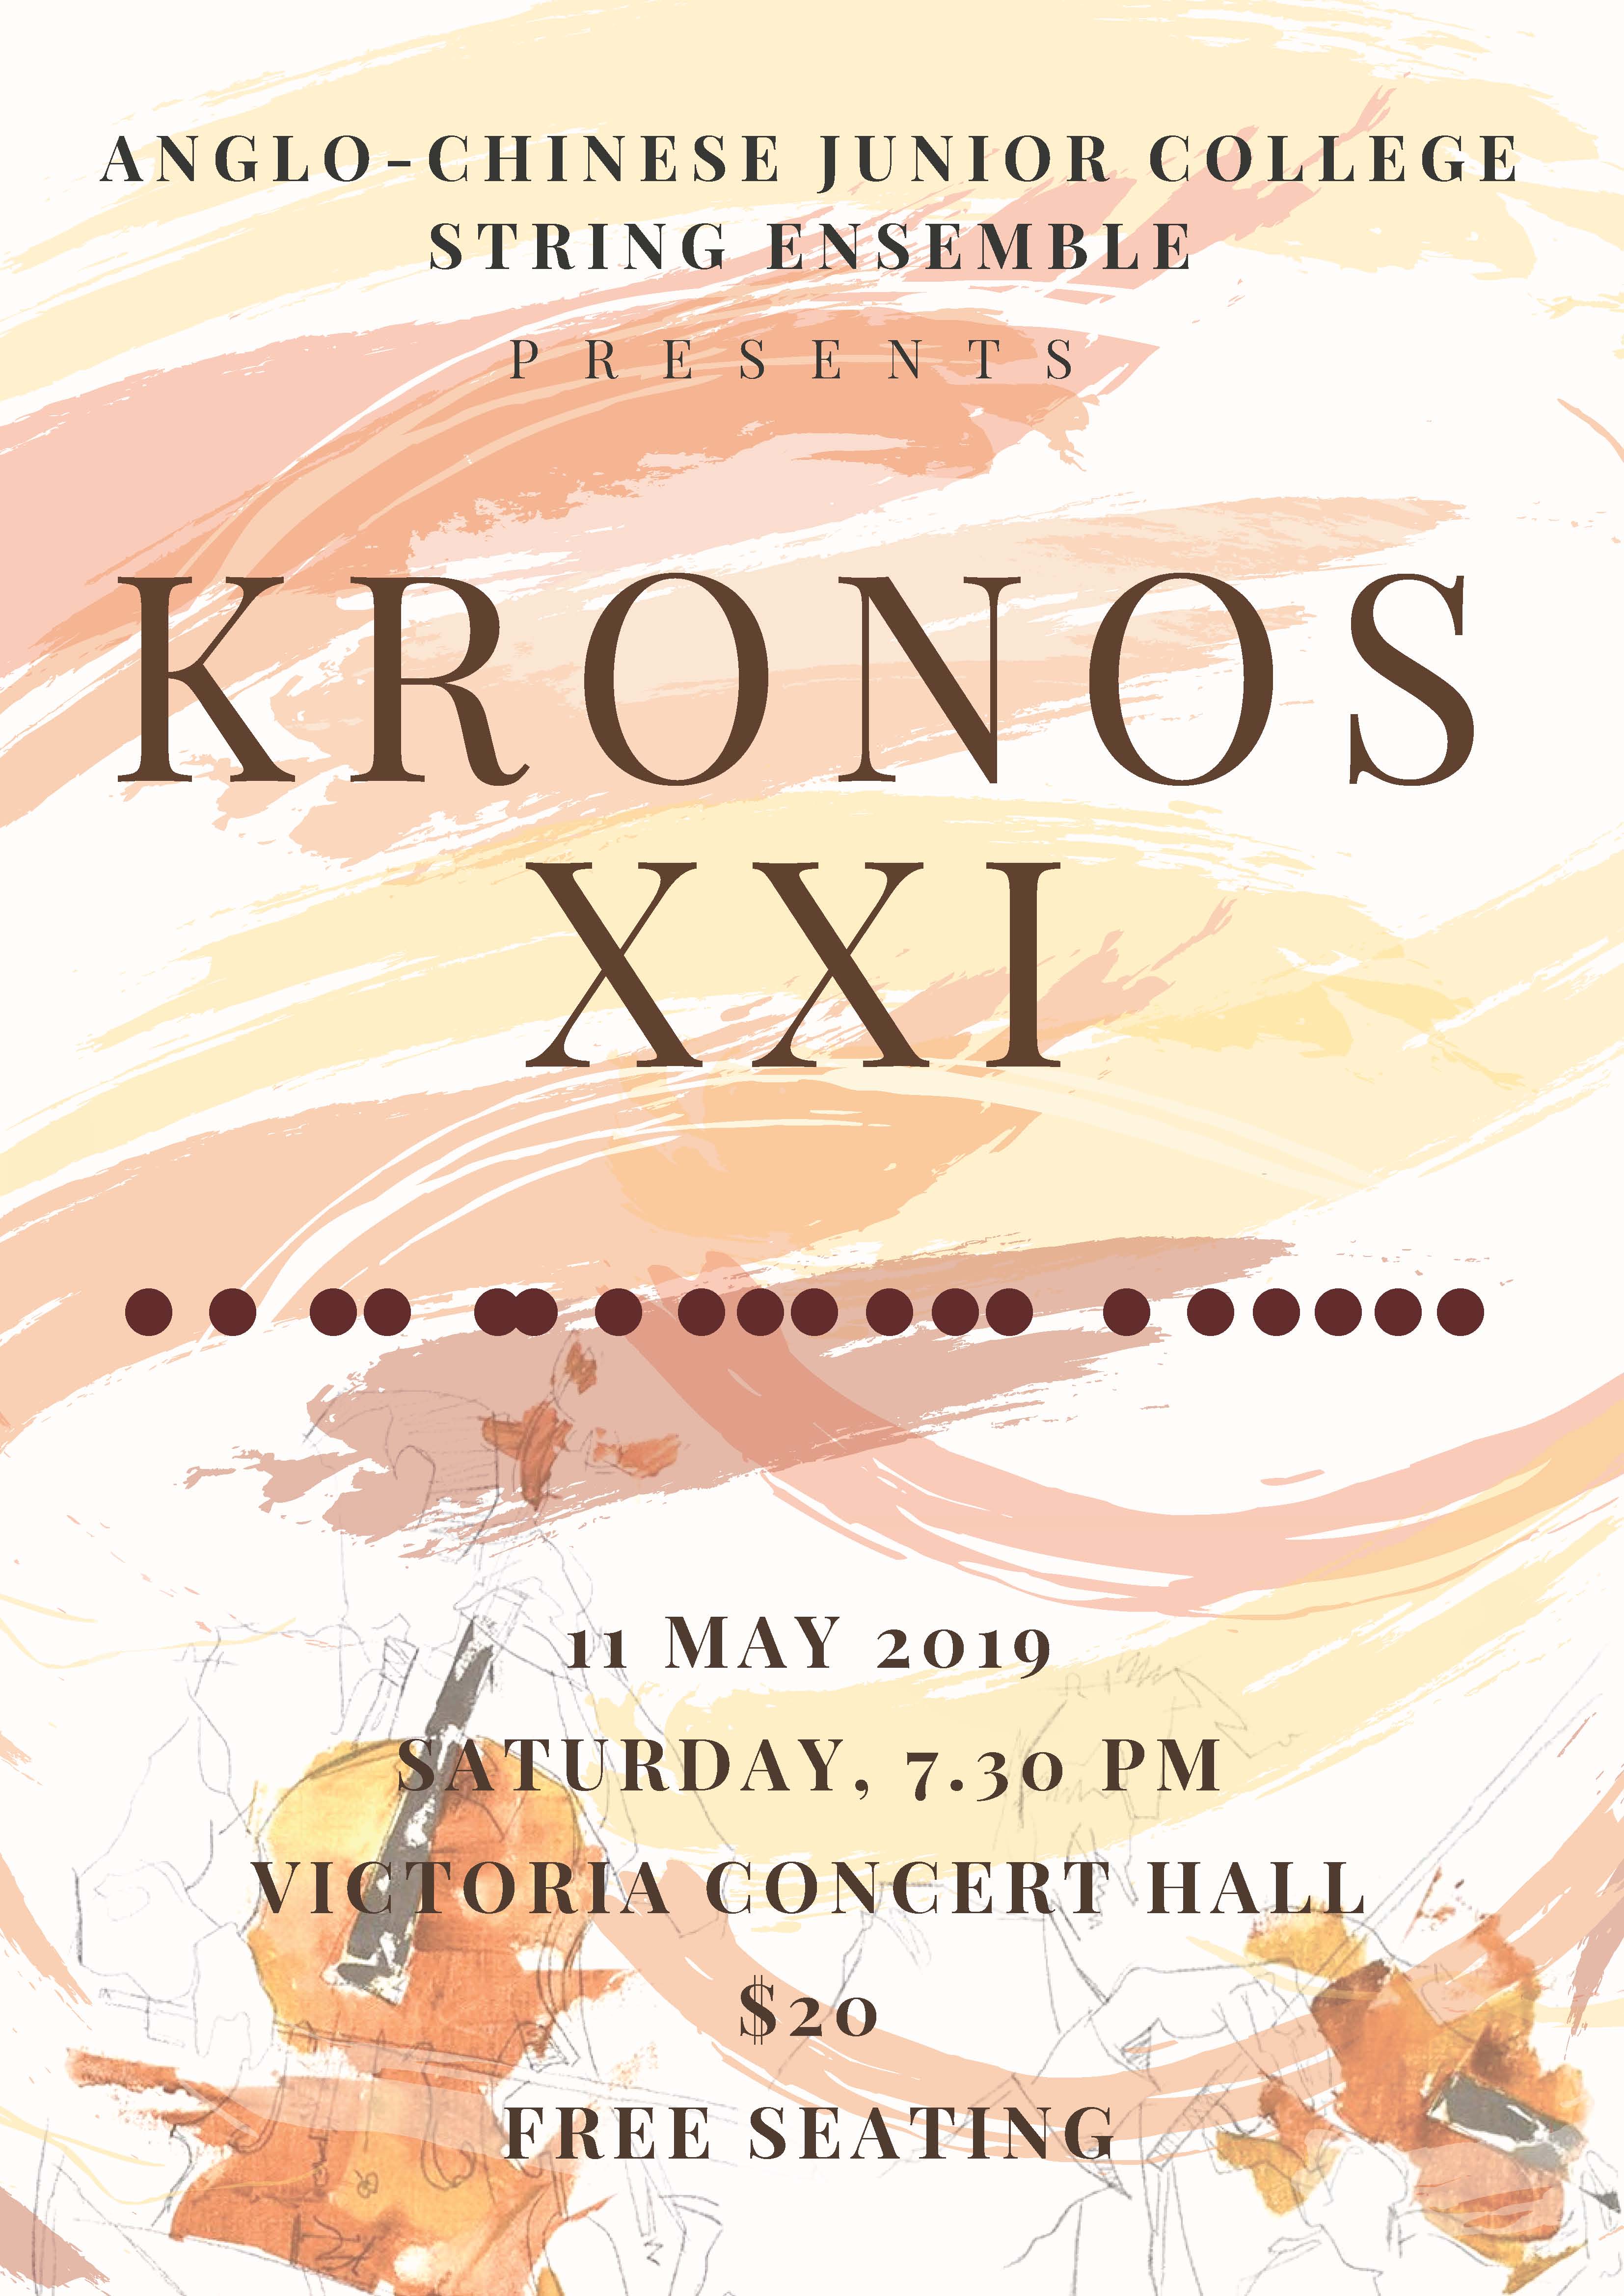 ANGLO-CHINESE JUNIOR COLLEGE
STRING ENSEMBLE
PRESENTS
KRONOS
XXI
11 MAY 2019
SATURDAY, 7.30 PM
VICTORIA CONCERT HALL
$20
FREE SEATING